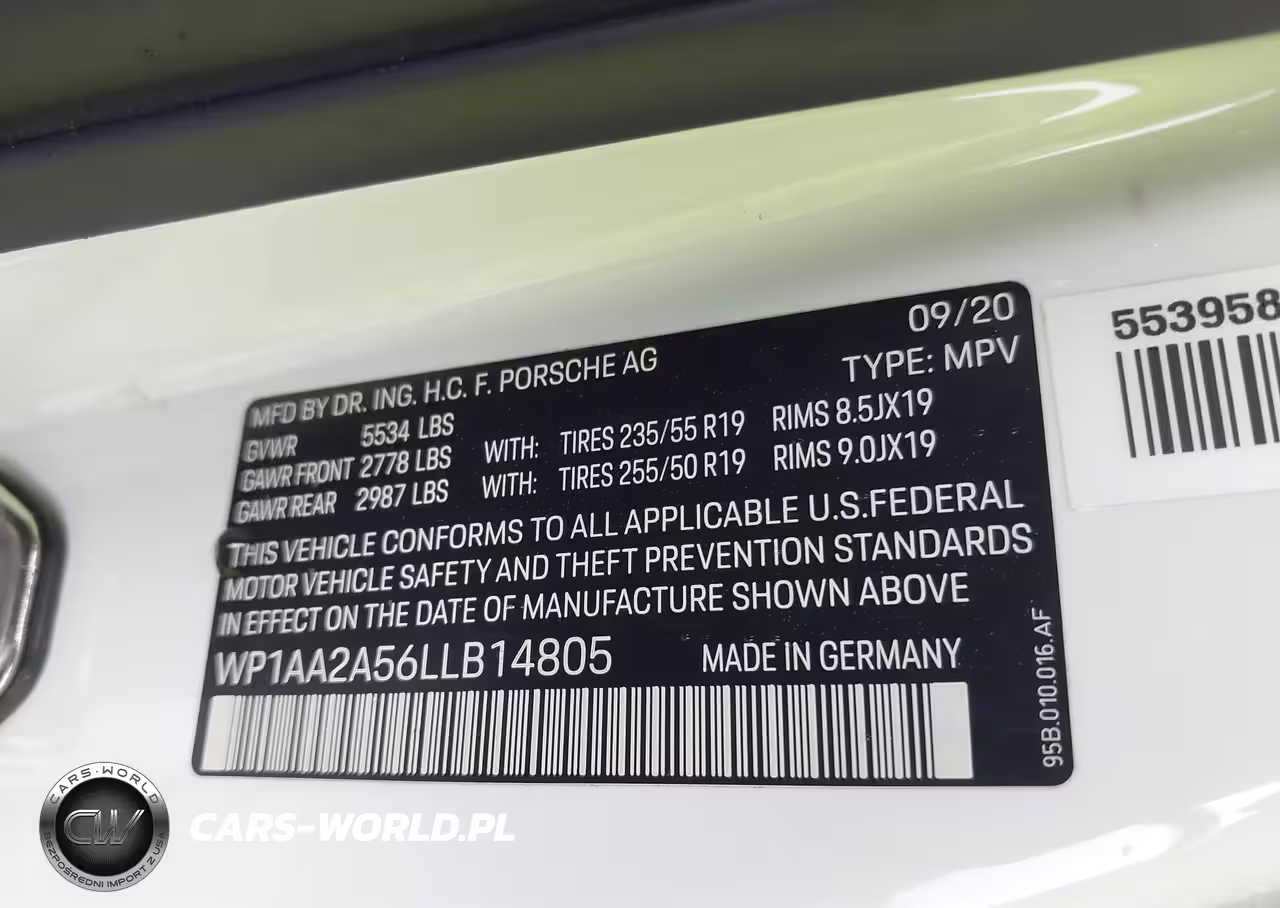 09/20
MFD BY DR. ING. H.C. F. PORSCHE AG
TYPE: MPV
GVWR 5534 LBS
GAWR FRONT 2778 LBS WITH: TIRES 235/55 R19 RIMS 8.5JX19
GAWR REAR 2987 LBS WITH: TIRES 255/50 R19 RIMS 9.0JX19
THIS VEHICLE CONFORMS TO ALL APPLICABLE U.S.FEDERAL
MOTOR VEHICLE SAFETY AND THEFT PREVENTION STANDARDS
IN EFFECT ON THE DATE OF MANUFACTURE SHOWN ABOVE
WP1AA2A56LLB14805 MADE IN GERMANY
95B.010.016.AF
553958
CARS-WORLD
CW
BEZPOŚREDNI IMPORT Z USA
CARS-WORLD.PL